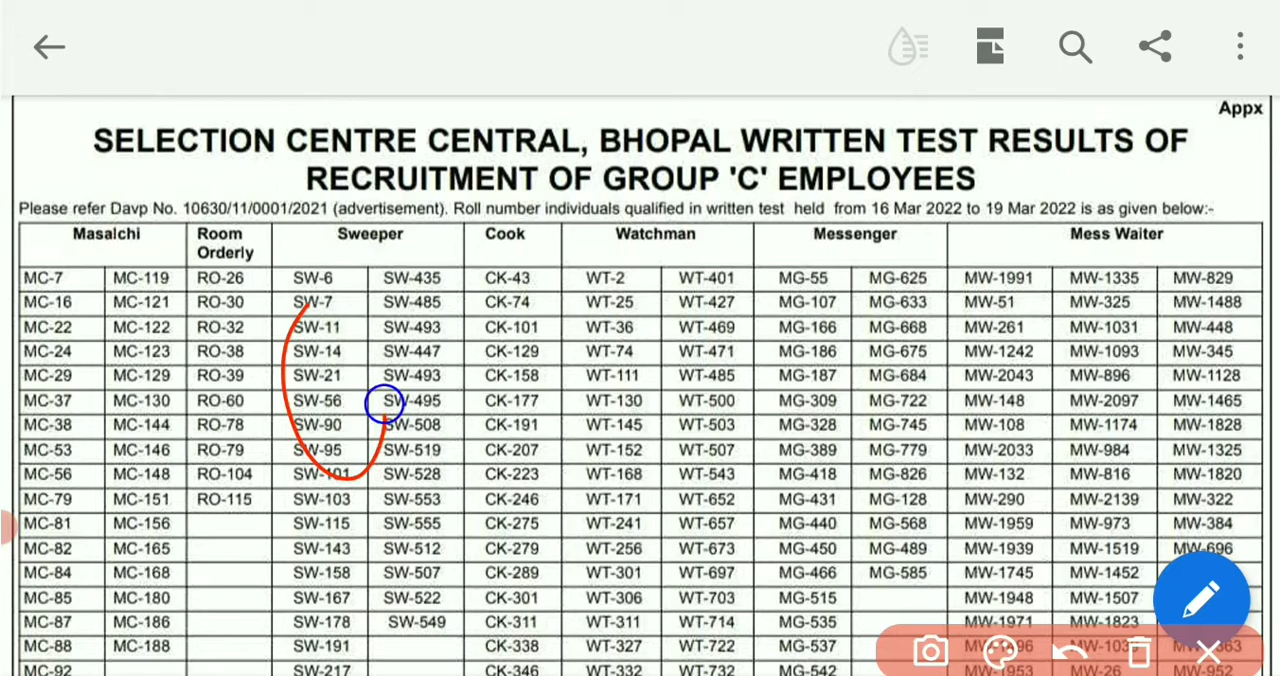 Appx
SELECTION CENTRE CENTRAL, BHOPAL WRITTEN TEST RESULTS OF
RECRUITMENT OF GROUP 'C' EMPLOYEES
Please refer Davp No. 10630/11/0001/2021 (advertisement). Roll number individuals qualified in written test held from 16 Mar 2022 to 19 Mar 2022 is as given below:-
Masalchi Room Orderly Sweeper Cook Watchman Messenger Mess Waiter
MC-7 MC-119 RO-26 SW-6 SW-435 CK-43 WT-2 WT-401 MG-55 MG-625 MW-1991 MW-1335 MW-829
MC-16 MC-121 RO-30 SW-7 SW-485 CK-74 WT-25 WT-427 MG-107 MG-633 MW-51 MW-325 MW-1488
MC-22 MC-122 RO-32 SW-11 SW-493 CK-101 WT-36 WT-469 MG-166 MG-668 MW-261 MW-1031 MW-448
MC-24 MC-123 RO-38 SW-14 SW-447 CK-129 WT-74 WT-471 MG-186 MG-675 MW-1242 MW-1093 MW-345
MC-29 MC-129 RO-39 SW-21 SW-493 CK-158 WT-111 WT-485 MG-187 MG-684 MW-2043 MW-896 MW-1128
MC-37 MC-130 RO-60 SW-56 SW-495 CK-177 WT-130 WT-500 MG-309 MG-722 MW-148 MW-2097 MW-1465
MC-38 MC-144 RO-78 SW-90 SW-508 CK-191 WT-145 WT-503 MG-328 MG-745 MW-108 MW-1174 MW-1828
MC-53 MC-146 RO-79 SW-95 SW-519 CK-207 WT-152 WT-507 MG-389 MG-779 MW-2033 MW-984 MW-1325
MC-56 MC-148 RO-104 SW-101 SW-528 CK-223 WT-168 WT-543 MG-418 MG-826 MW-132 MW-816 MW-1820
MC-79 MC-151 RO-115 SW-103 SW-553 CK-246 WT-171 WT-652 MG-431 MG-128 MW-290 MW-2139 MW-322
MC-81 MC-156 SW-115 SW-555 CK-275 WT-241 WT-657 MG-440 MG-568 MW-1959 MW-973 MW-384
MC-82 MC-165 SW-143 SW-512 CK-279 WT-256 WT-673 MG-450 MG-489 MW-1939 MW-1519 MW-696
MC-84 MC-168 SW-158 SW-507 CK-289 WT-301 WT-697 MG-466 MG-585 MW-1745 MW-1452
MC-85 MC-180 SW-167 SW-522 CK-301 WT-306 WT-703 MG-515 MW-1948 MW-1507
MC-87 MC-186 SW-178 SW-549 CK-311 WT-311 WT-714 MG-535 MW-1971 MW-1823
MC-88 MC-188 SW-191 CK-338 WT-327 WT-722 MG-537
MC-92 SW-217 CK-346 WT-332 WT-732 MG-542 MW-1953 MW-26 MW-952